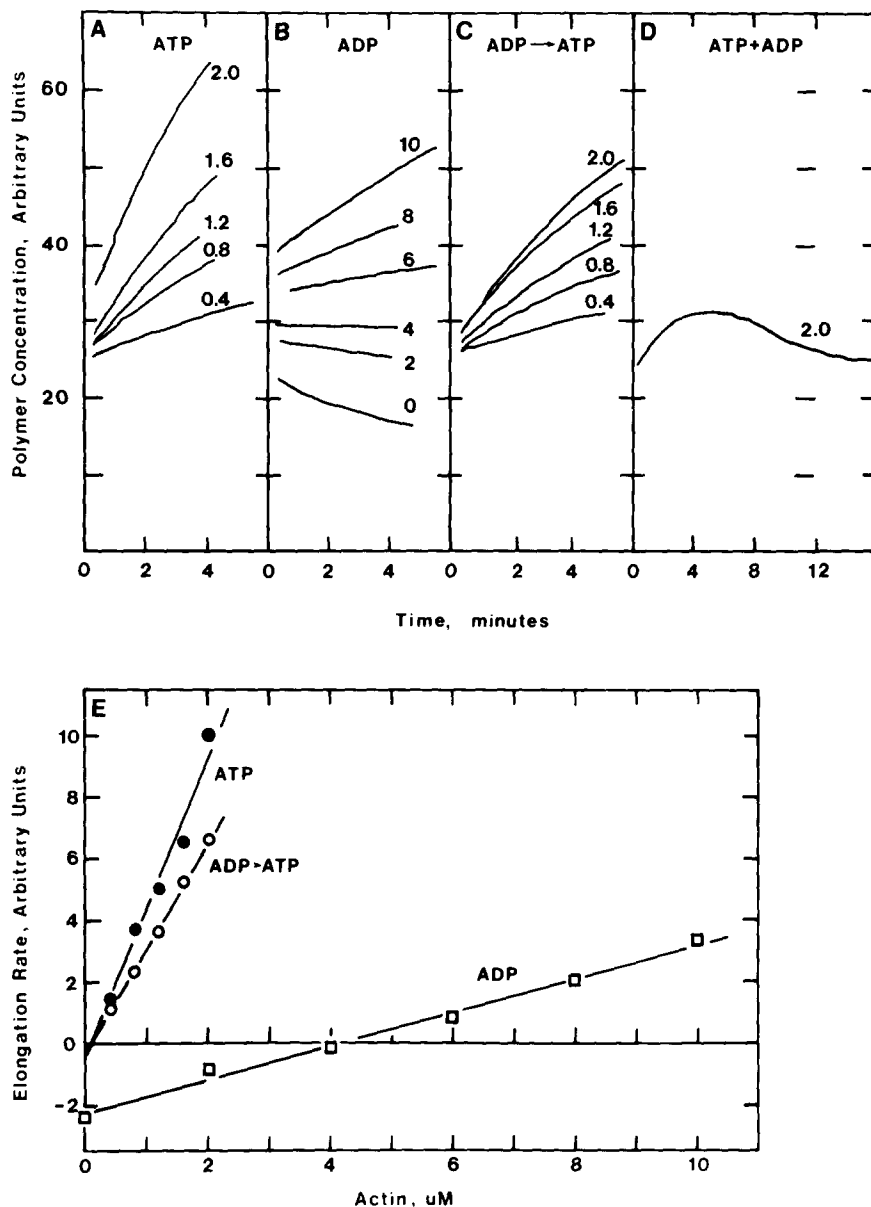 A ATP
B ADP
C ADP→ATP
D ATP+ADP
Polymer Concentration, Arbitrary Units
60
40
20
0
2.0
1.6
1.2
0.8
0.4
10
8
6
4
2
0
2.0
1.6
1.2
0.8
0.4
2.0
0 2 4
0 2 4
0 2 4
0 4 8 12
Time, minutes
E
Elongation Rate, Arbitrary Units
10
8
6
4
2
0
-2
ATP
ADP>ATP
ADP
0 2 4 6 8 10
Actin, uM